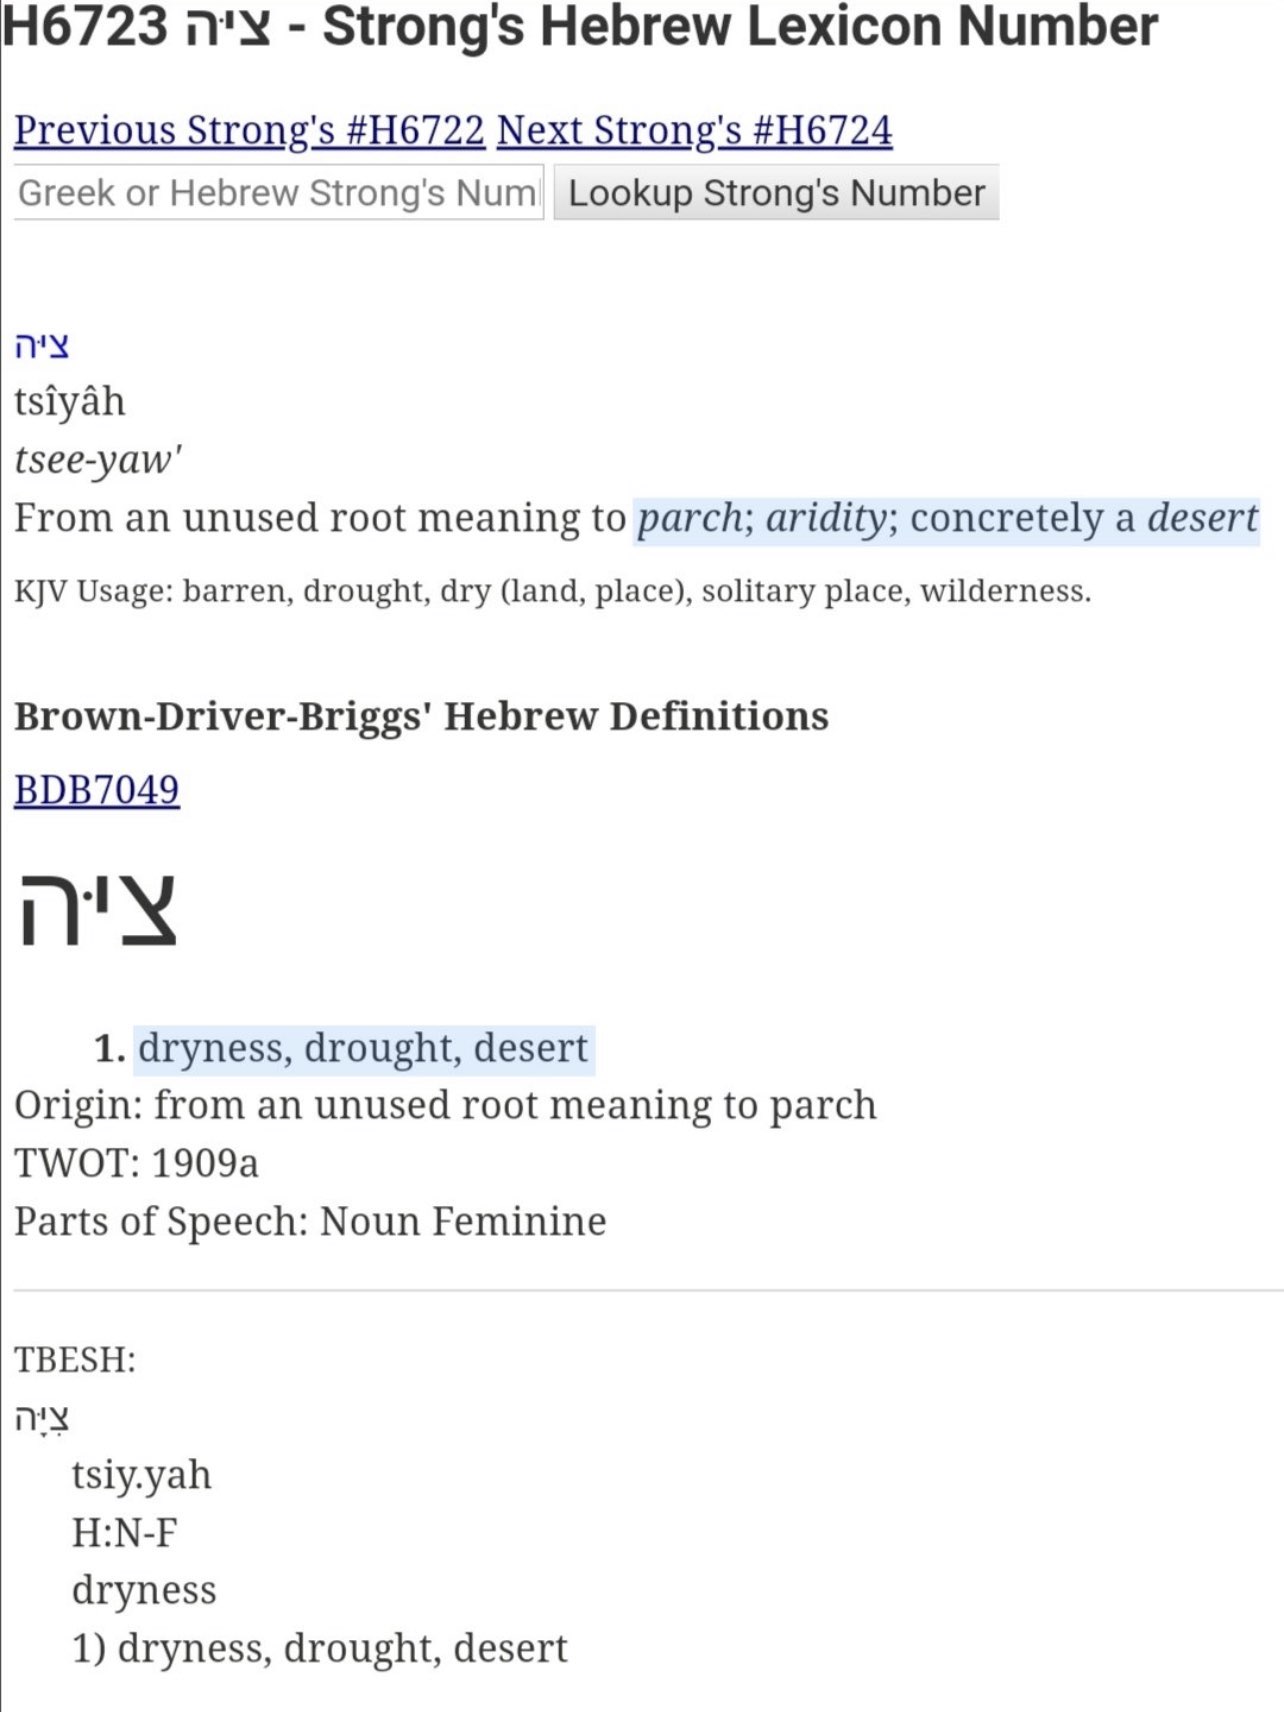 H6723 ציּה - Strong's Hebrew Lexicon Number
Previous Strong's #H6722 Next Strong's #H6724
Greek or Hebrew Strong's Num Lookup Strong's Number
ציּה
tsîyâh
tsee-yaw'
From an unused root meaning to parch; aridity; concretely a desert
KJV Usage: barren, drought, dry (land, place), solitary place, wilderness.
Brown-Driver-Briggs' Hebrew Definitions
BDB7049
ציּה
1. dryness, drought, desert
Origin: from an unused root meaning to parch
TWOT: 1909a
Parts of Speech: Noun Feminine
TBESH:
צִיָּה
tsiy.yah
H:N-F
dryness
1) dryness, drought, desert